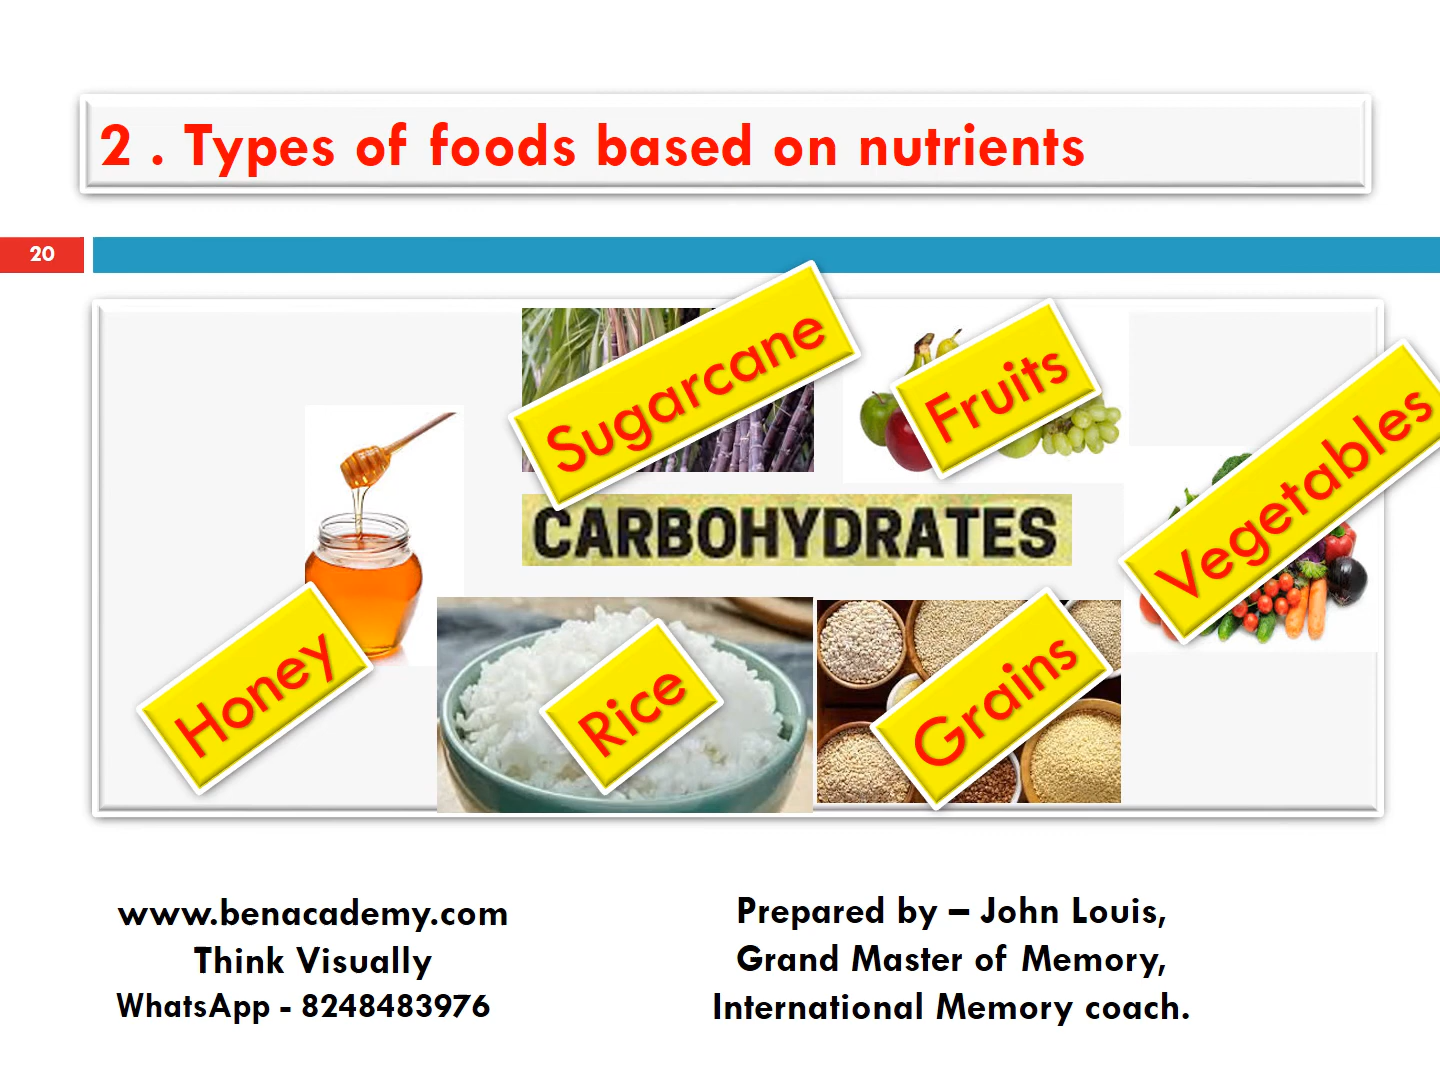 2 . Types of foods based on nutrients
20
Sugarcane
Fruits
Vegetables
CARBOHYDRATES
Honey
Rice
Grains
www.benacademy.com
Think Visually
WhatsApp - 8248483976
Prepared by – John Louis,
Grand Master of Memory,
International Memory coach.